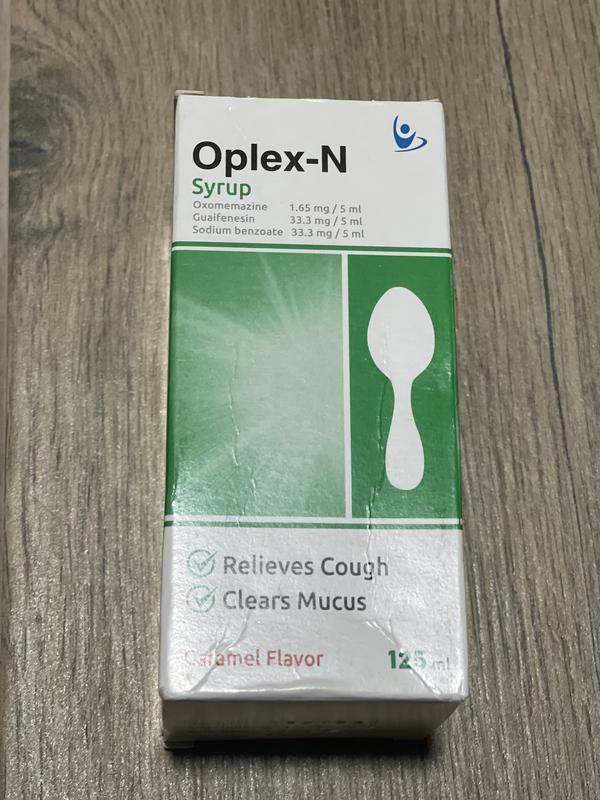 Oplex-N
Syrup
Oxomemazine 1.65 mg / 5 ml
Guaifenesin 33.3 mg / 5 ml
Sodium benzoate 33.3 mg / 5 ml
Relieves Cough
Clears Mucus
Caramel Flavor
125 ml